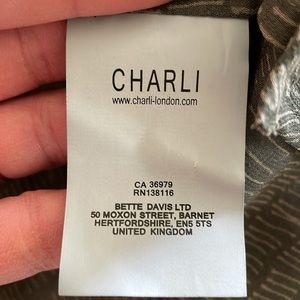 CHARLI
www.charli-london.com
CA 36979
RN138116
BETTE DAVIS LTD
50 MOXON STREET, BARNET
HERTFORDSHIRE, EN5 5TS
UNITED KINGDOM